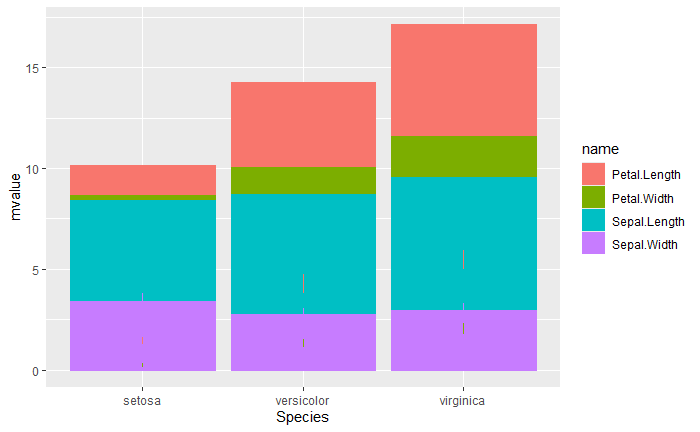 15
10
5
0
mvalue
setosa
versicolor
virginica
Species
name
Petal.Length
Petal.Width
Sepal.Length
Sepal.Width